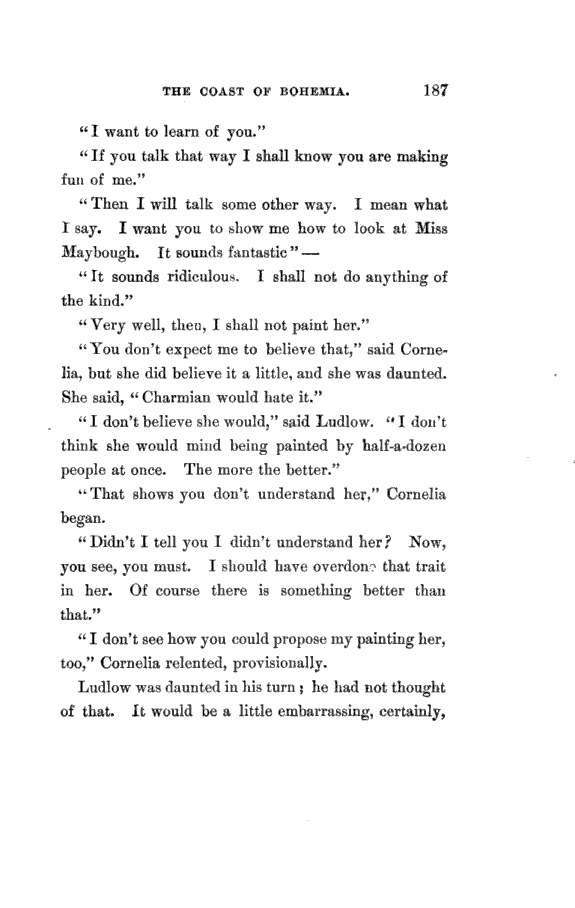 THE COAST OF BOHEMIA. 187
"I want to learn of you."
"If you talk that way I shall know you are making
fun of me."
"Then I will talk some other way. I mean what
I say. I want you to show me how to look at Miss
Maybough. It sounds fantastic"—
"It sounds ridiculous. I shall not do anything of
the kind."
"Very well, then, I shall not paint her."
"You don't expect me to believe that," said Corne-
lia, but she did believe it a little, and she was daunted.
She said, "Charmian would hate it."
"I don't believe she would," said Ludlow. "I don't
think she would mind being painted by half-a-dozen
people at once. The more the better."
"That shows you don't understand her," Cornelia
began.
"Didn't I tell you I didn't understand her? Now,
you see, you must. I should have overdone that trait
in her. Of course there is something better than
that."
"I don't see how you could propose my painting her,
too," Cornelia relented, provisionally.
Ludlow was daunted in his turn; he had not thought
of that. It would be a little embarrassing, certainly,